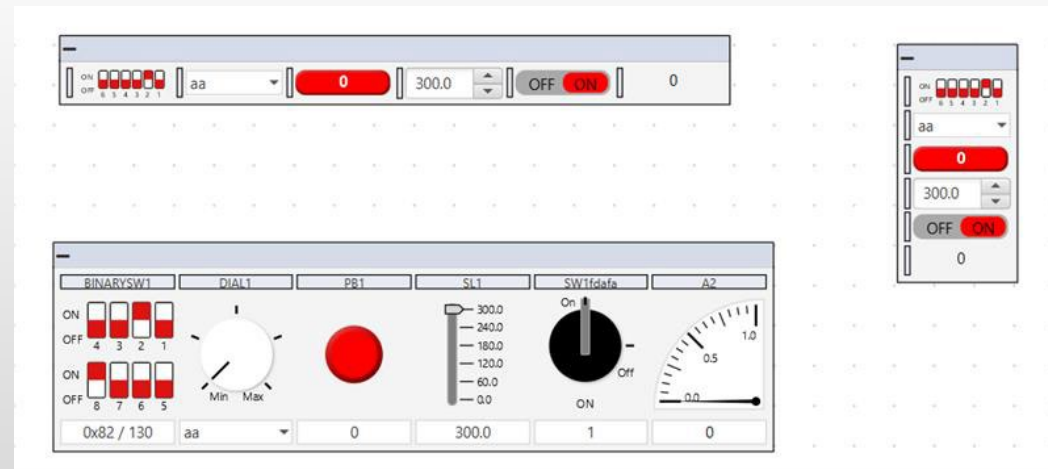 ON
OFF 6 5 4 3 2 1 aa 0 300.0 OFF ON 0
ON
OFF 6 5 4 3 2 1
aa
0
300.0
OFF ON
0
BINARYSW1 DIAL1 PB1 SL1 SW1fdafa A2
ON
OFF 4 3 2 1
ON
OFF 8 7 6 5
Min Max
300.0
240.0
180.0
120.0
60.0
0.0
On
Off
ON
1.0
0.5
0.0
0x82 / 130 aa 0 300.0 1 0